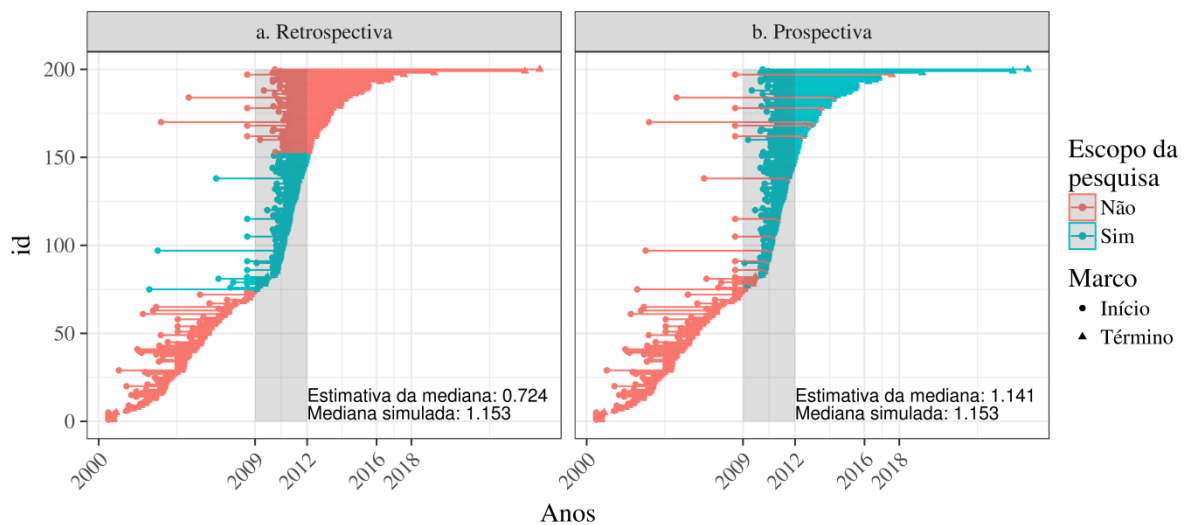 a. Retrospectiva
b. Prospectiva
200
150
100
50
0
id
Estimativa da mediana: 0.724
Mediana simulada: 1.153
Estimativa da mediana: 1.141
Mediana simulada: 1.153
2000
2009
2012
2016
2018
2000
2009
2012
2016
2018
Anos
Escopo da
pesquisa
Não
Sim
Marco
Início
Término